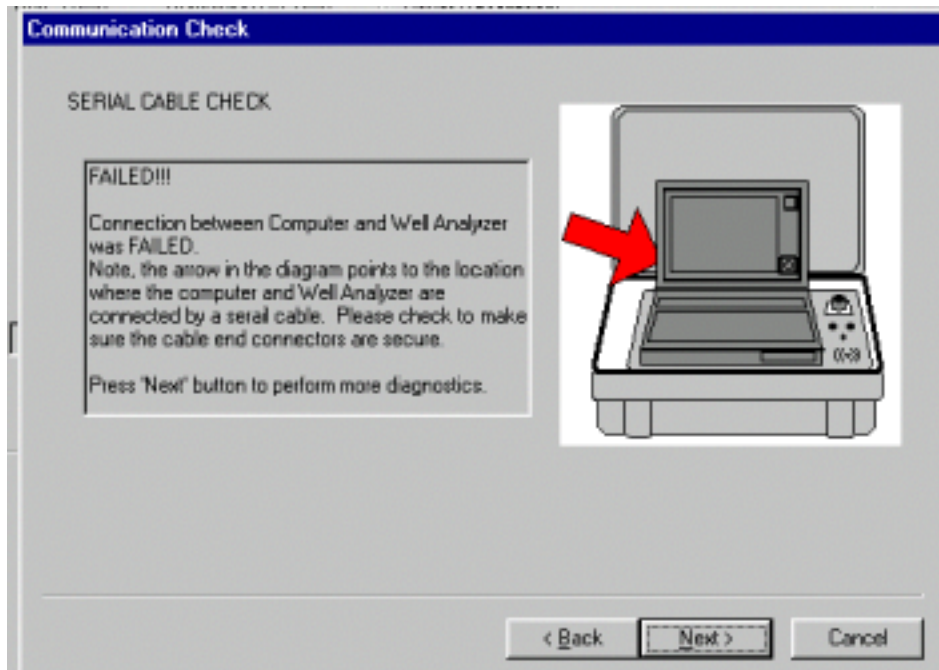 Communication Check
SERIAL CABLE CHECK
FAILED!!!
Connection between Computer and Well Analyzer
was FAILED.
Note, the arrow in the diagram points to the location
where the computer and Well Analyzer are
connected by a serail cable. Please check to make
sure the cable end connectors are secure.
Press 'Next' button to perform more diagnostics.
< Back
Next >
Cancel